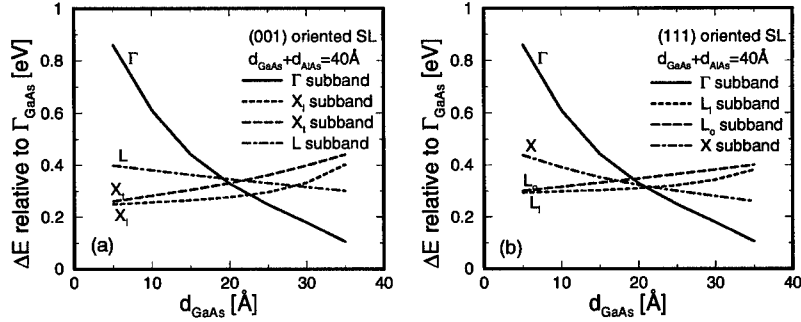 ΔE relative to Γ_GaAs [eV]
1
0.8
0.6
0.4
0.2
0
0
10
20
30
40
d_GaAs [Å]
(a)
Γ
L
X_t
X_l
(001) oriented SL
d_GaAs+d_AlAs=40Å
Γ subband
X_l subband
X_t subband
L subband
ΔE relative to Γ_GaAs [eV]
1
0.8
0.6
0.4
0.2
0
0
10
20
30
40
d_GaAs [Å]
(b)
Γ
X
L_o
L_l
(111) oriented SL
d_GaAs+d_AlAs=40Å
Γ subband
L_l subband
L_o subband
X subband